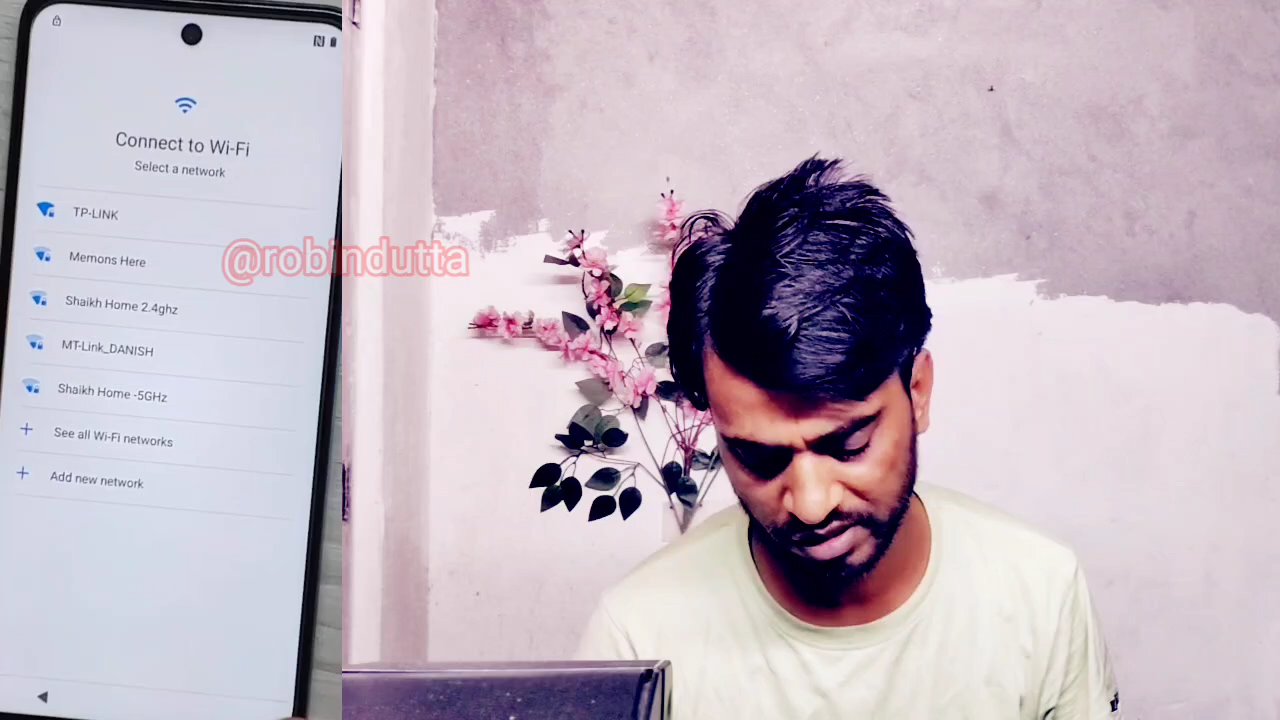 Connect to Wi-Fi
Select a network
TP-LINK
Memons Here
@robindutta
Shaikh Home 2.4ghz
MT-Link_DANISH
Shaikh Home -5GHz
See all Wi-Fi networks
Add new network